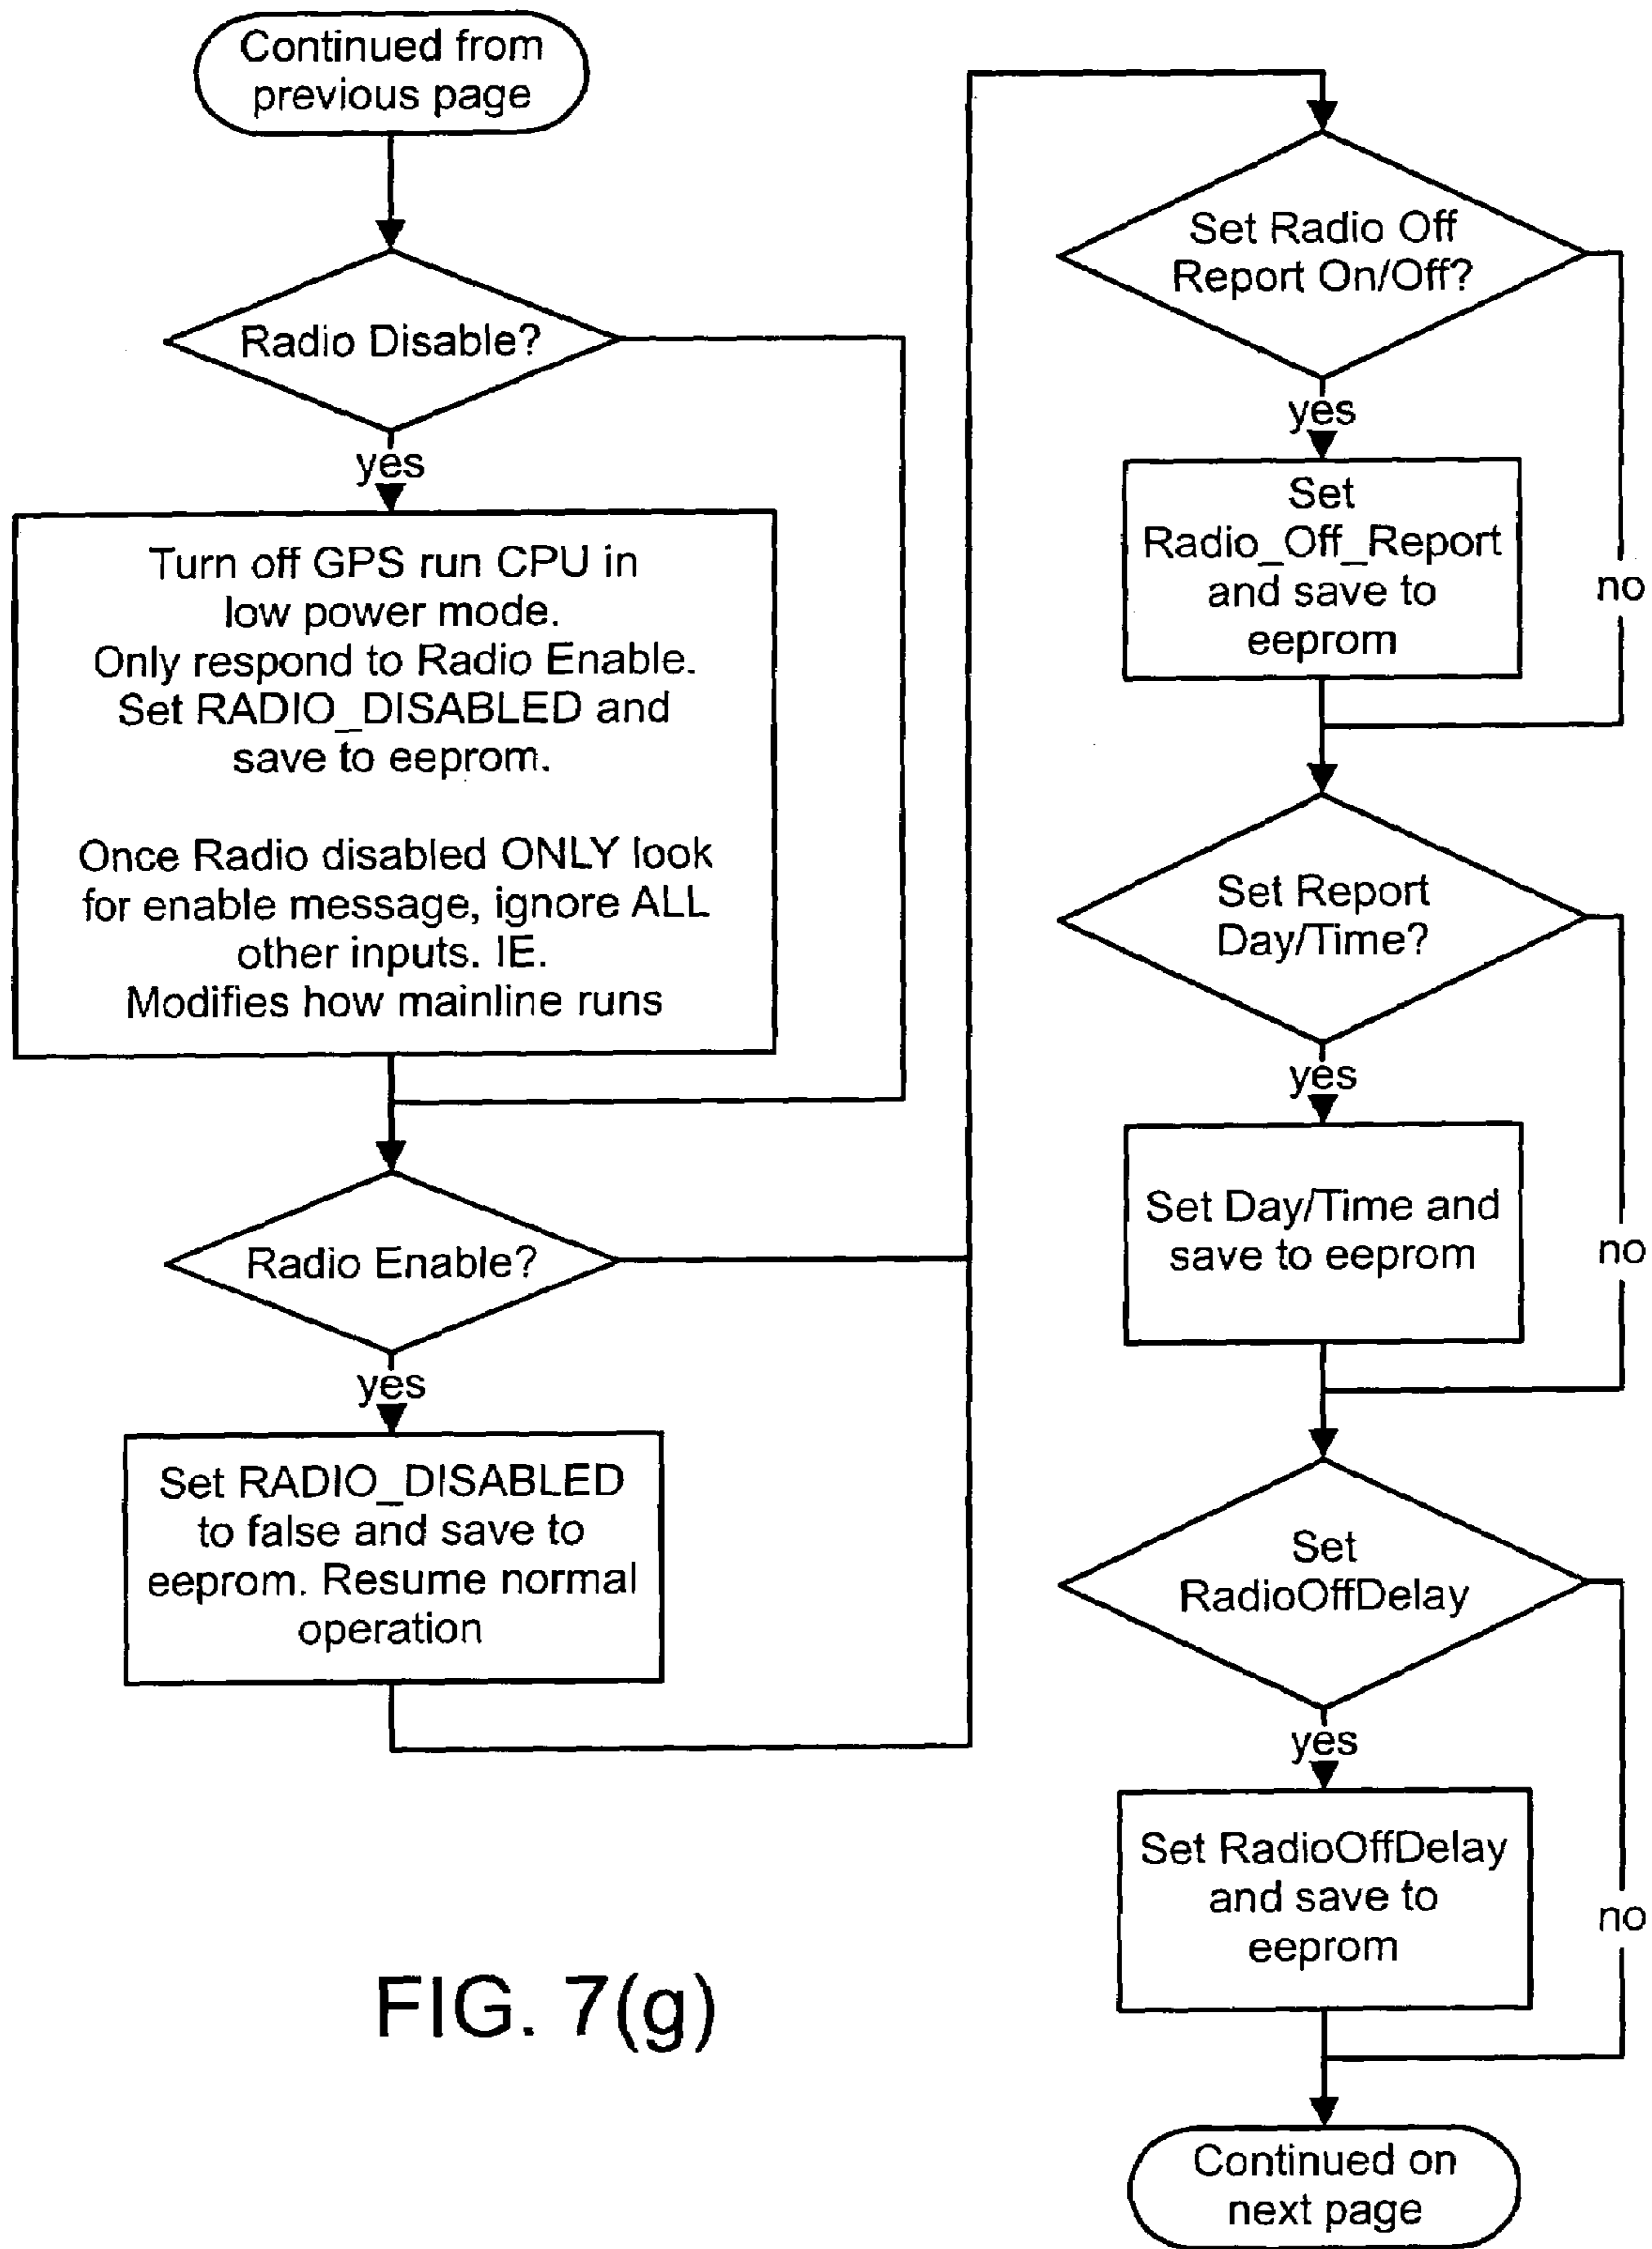 Continued from
previous page
Radio Disable?
yes
Turn off GPS run CPU in
low power mode.
Only respond to Radio Enable.
Set RADIO_DISABLED and
save to eeprom.
Once Radio disabled ONLY look
for enable message, ignore ALL
other inputs. IE.
Modifies how mainline runs
Radio Enable?
yes
Set RADIO_DISABLED
to false and save to
eeprom. Resume normal
operation
Set Radio Off
Report On/Off?
yes
Set
Radio_Off_Report
and save to
eeprom
no
Set Report
Day/Time?
yes
Set Day/Time and
save to eeprom
no
Set
RadioOffDelay
yes
Set RadioOffDelay
and save to
eeprom
no
Continued on
next page
FIG. 7(g)